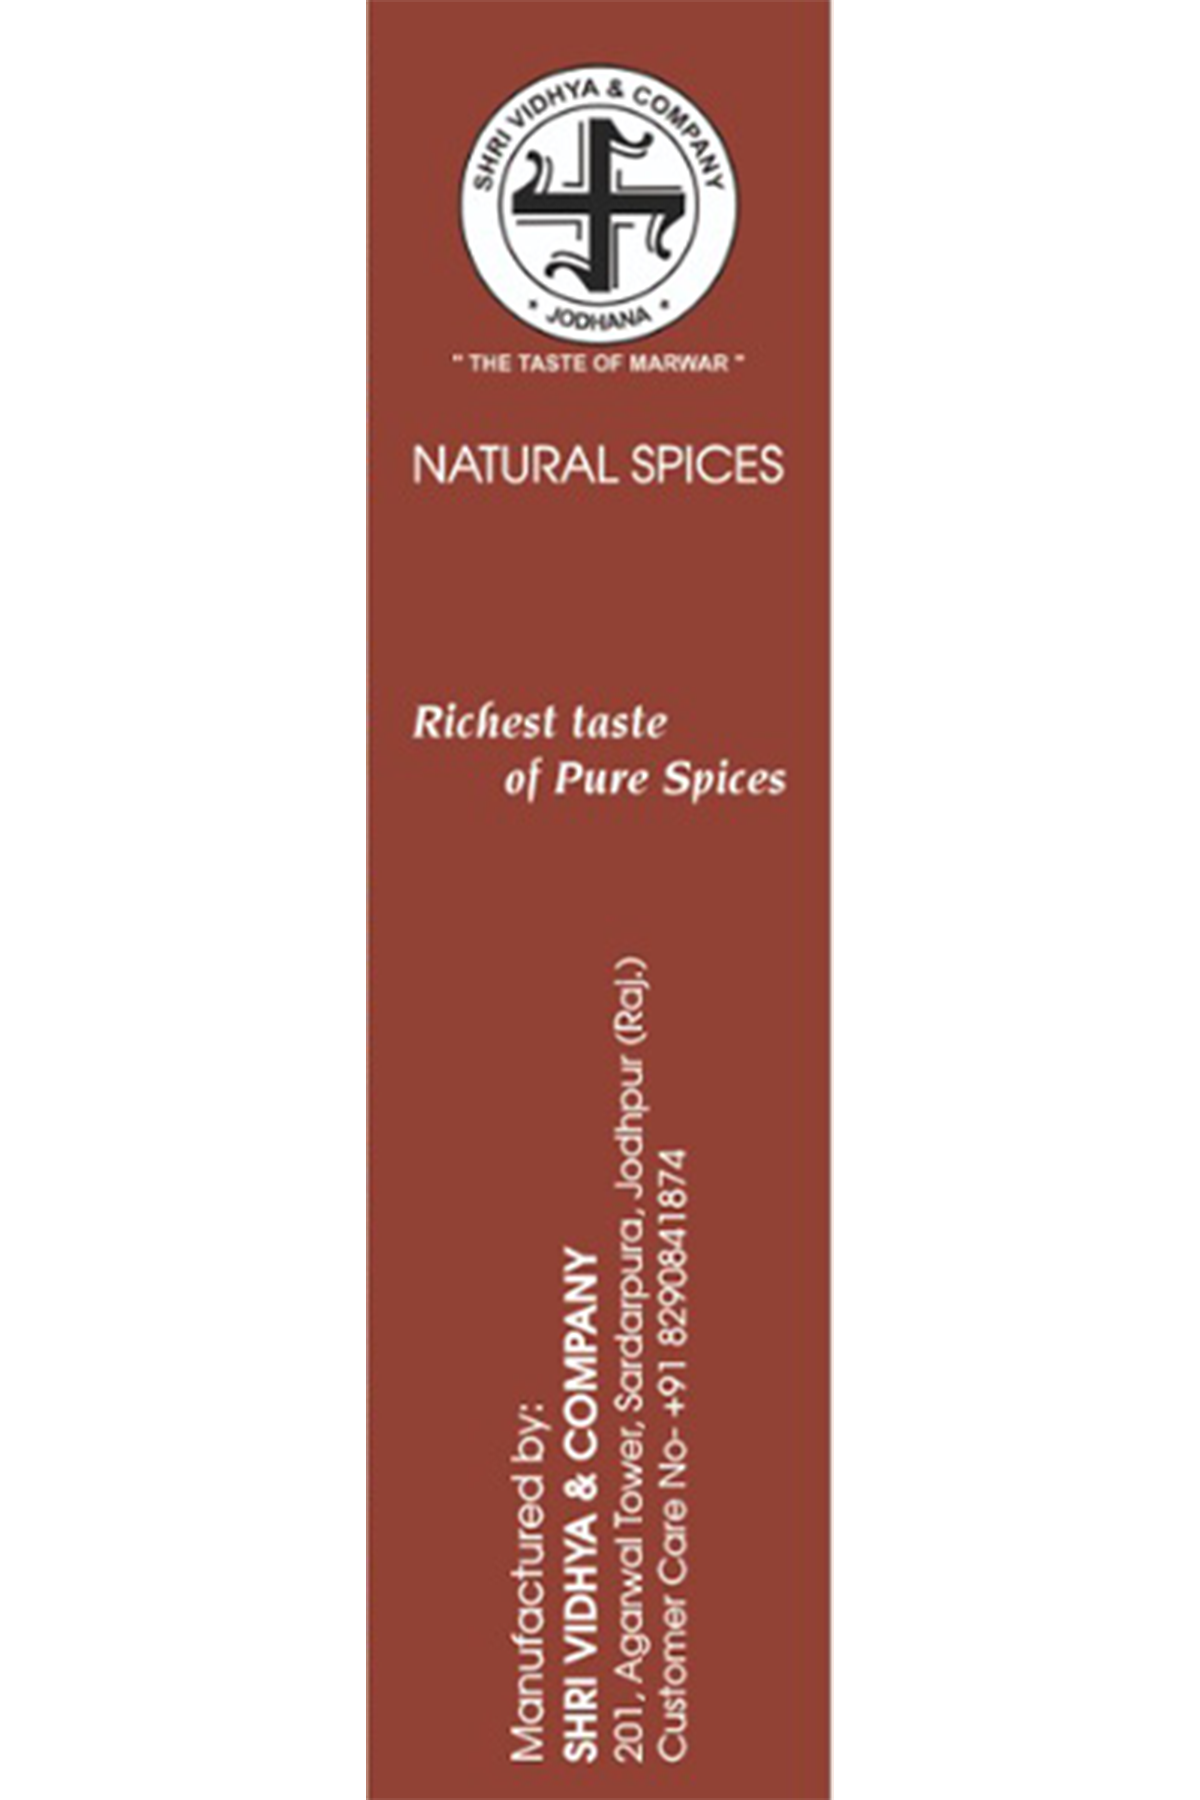 SHRI VIDHYA & COMPANY
* JODHANA *
" THE TASTE OF MARWAR "
NATURAL SPICES
Richest taste
of Pure Spices
Manufactured by:
SHRI VIDHYA & COMPANY
201, Agarwal Tower, Sardarpura, Jodhpur (Raj.)
Customer Care No- +91 8290841874